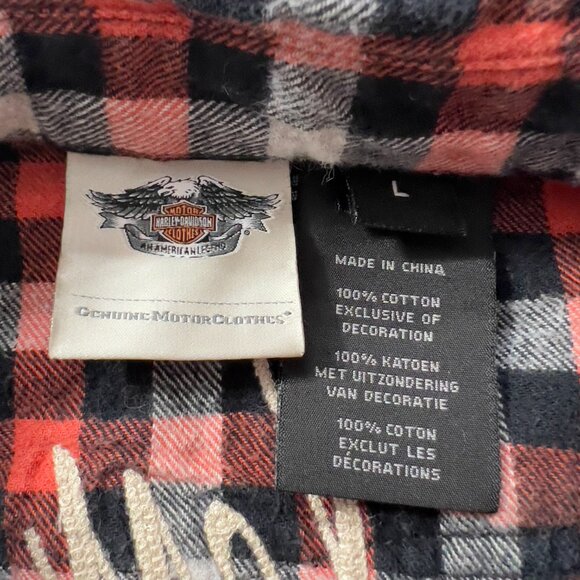 MOTOR
HARLEY-DAVIDSON
CLOTHES
AN AMERICAN LEGEND
GENUINE MOTORCLOTHES®
L
MADE IN CHINA
100% COTTON
EXCLUSIVE OF
DECORATION
100% KATOEN
MET UITZONDERING
VAN DECORATIE
100% COTON
EXCLUT LES
DÉCORATIONS